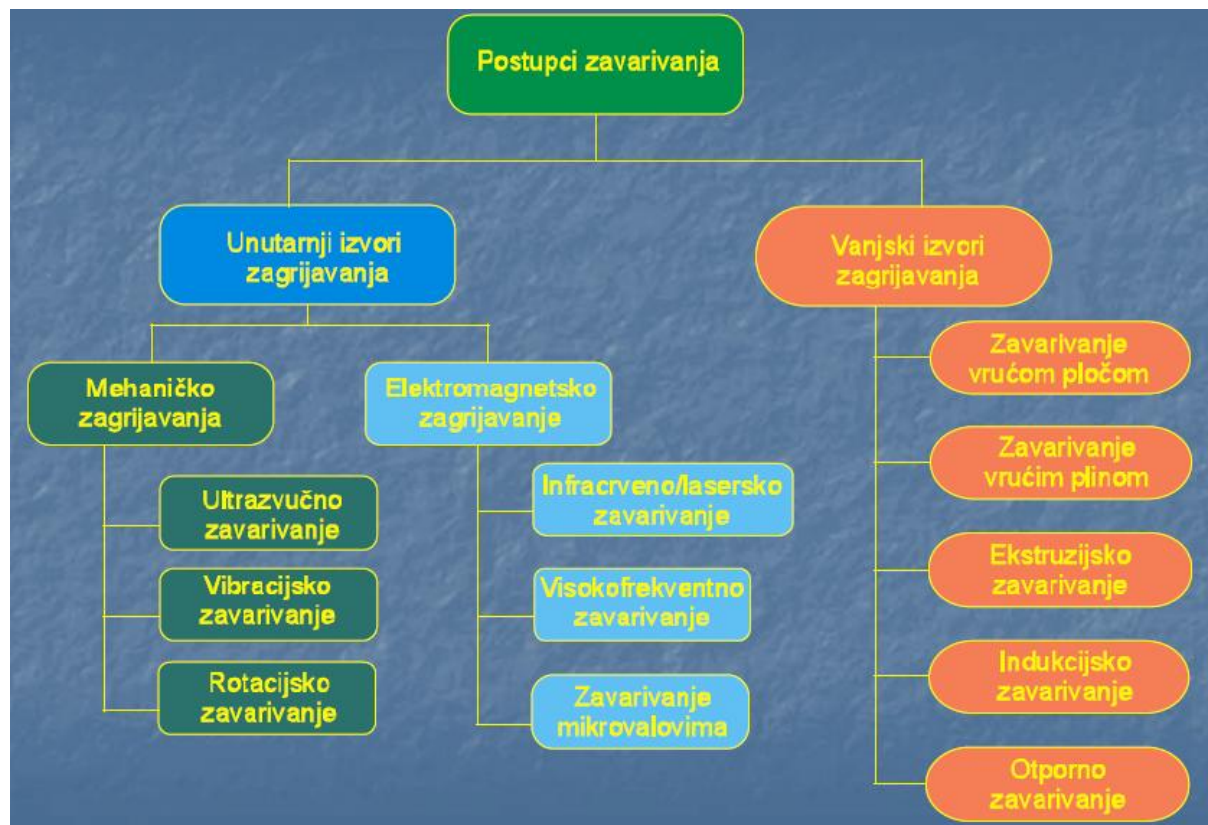 Postupci zavarivanja
Unutarnji izvori
zagrijavanja
Vanjski izvori
zagrijavanja
Mehaničko
zagrijavanja
Elektromagnetsko
zagrijavanje
Ultrazvučno
zavarivanje
Vibracijsko
zavarivanje
Rotacijsko
zavarivanje
Infracrveno/lasersko
zavarivanje
Visokofrekventno
zavarivanje
Zavarivanje
mikrovalovima
Zavarivanje
vrućom pločom
Zavarivanje
vrućim plinom
Ekstruzijsko
zavarivanje
Indukcijsko
zavarivanje
Otporno
zavarivanje